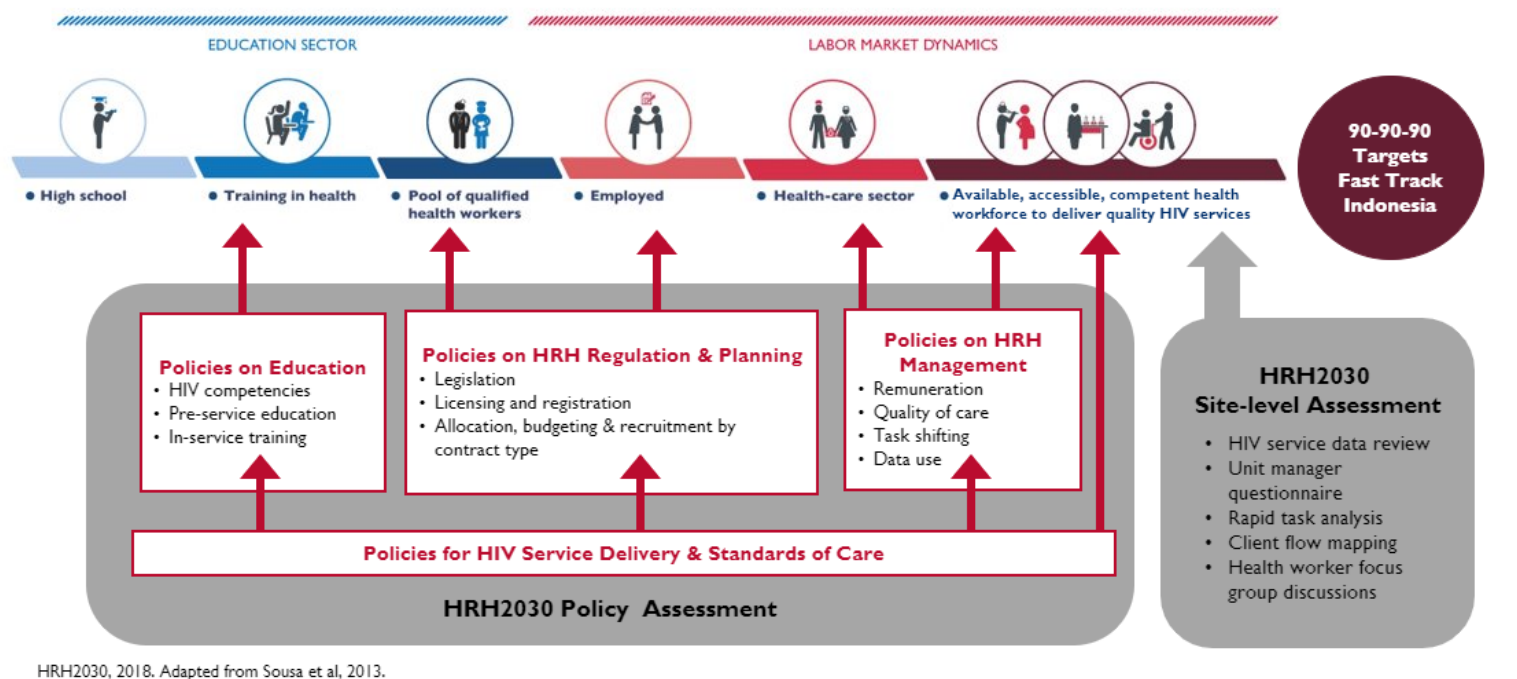 EDUCATION SECTOR
LABOR MARKET DYNAMICS
• High school
• Training in health
• Pool of qualified
health workers
• Employed
• Health-care sector
• Available, accessible, competent health
workforce to deliver quality HIV services
90-90-90
Targets
Fast Track
Indonesia
Policies on Education
• HIV competencies
• Pre-service education
• In-service training
Policies on HRH Regulation & Planning
• Legislation
• Licensing and registration
• Allocation, budgeting & recruitment by
contract type
Policies on HRH
Management
• Remuneration
• Quality of care
• Task shifting
• Data use
Policies for HIV Service Delivery & Standards of Care
HRH2030 Policy Assessment
HRH2030
Site-level Assessment
• HIV service data review
• Unit manager
questionnaire
• Rapid task analysis
• Client flow mapping
• Health worker focus
group discussions
HRH2030, 2018. Adapted from Sousa et al, 2013.